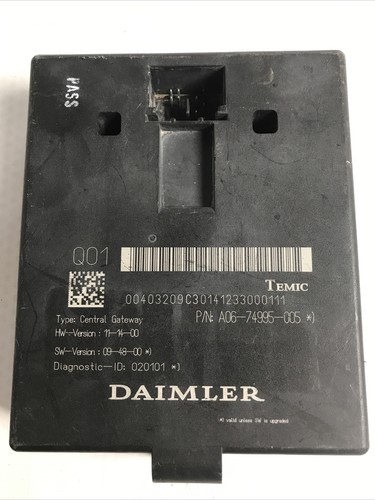 PASS
Q01
TEMIC
00403209C30141233000111
Type: Central Gateway
P/N: A06-74995-005 *)
HW-Version : 11-14-00
SW-Version : 09-48-00 *)
Diagnostic-ID: 020101 *)
DAIMLER
*) valid unless SW is upgraded